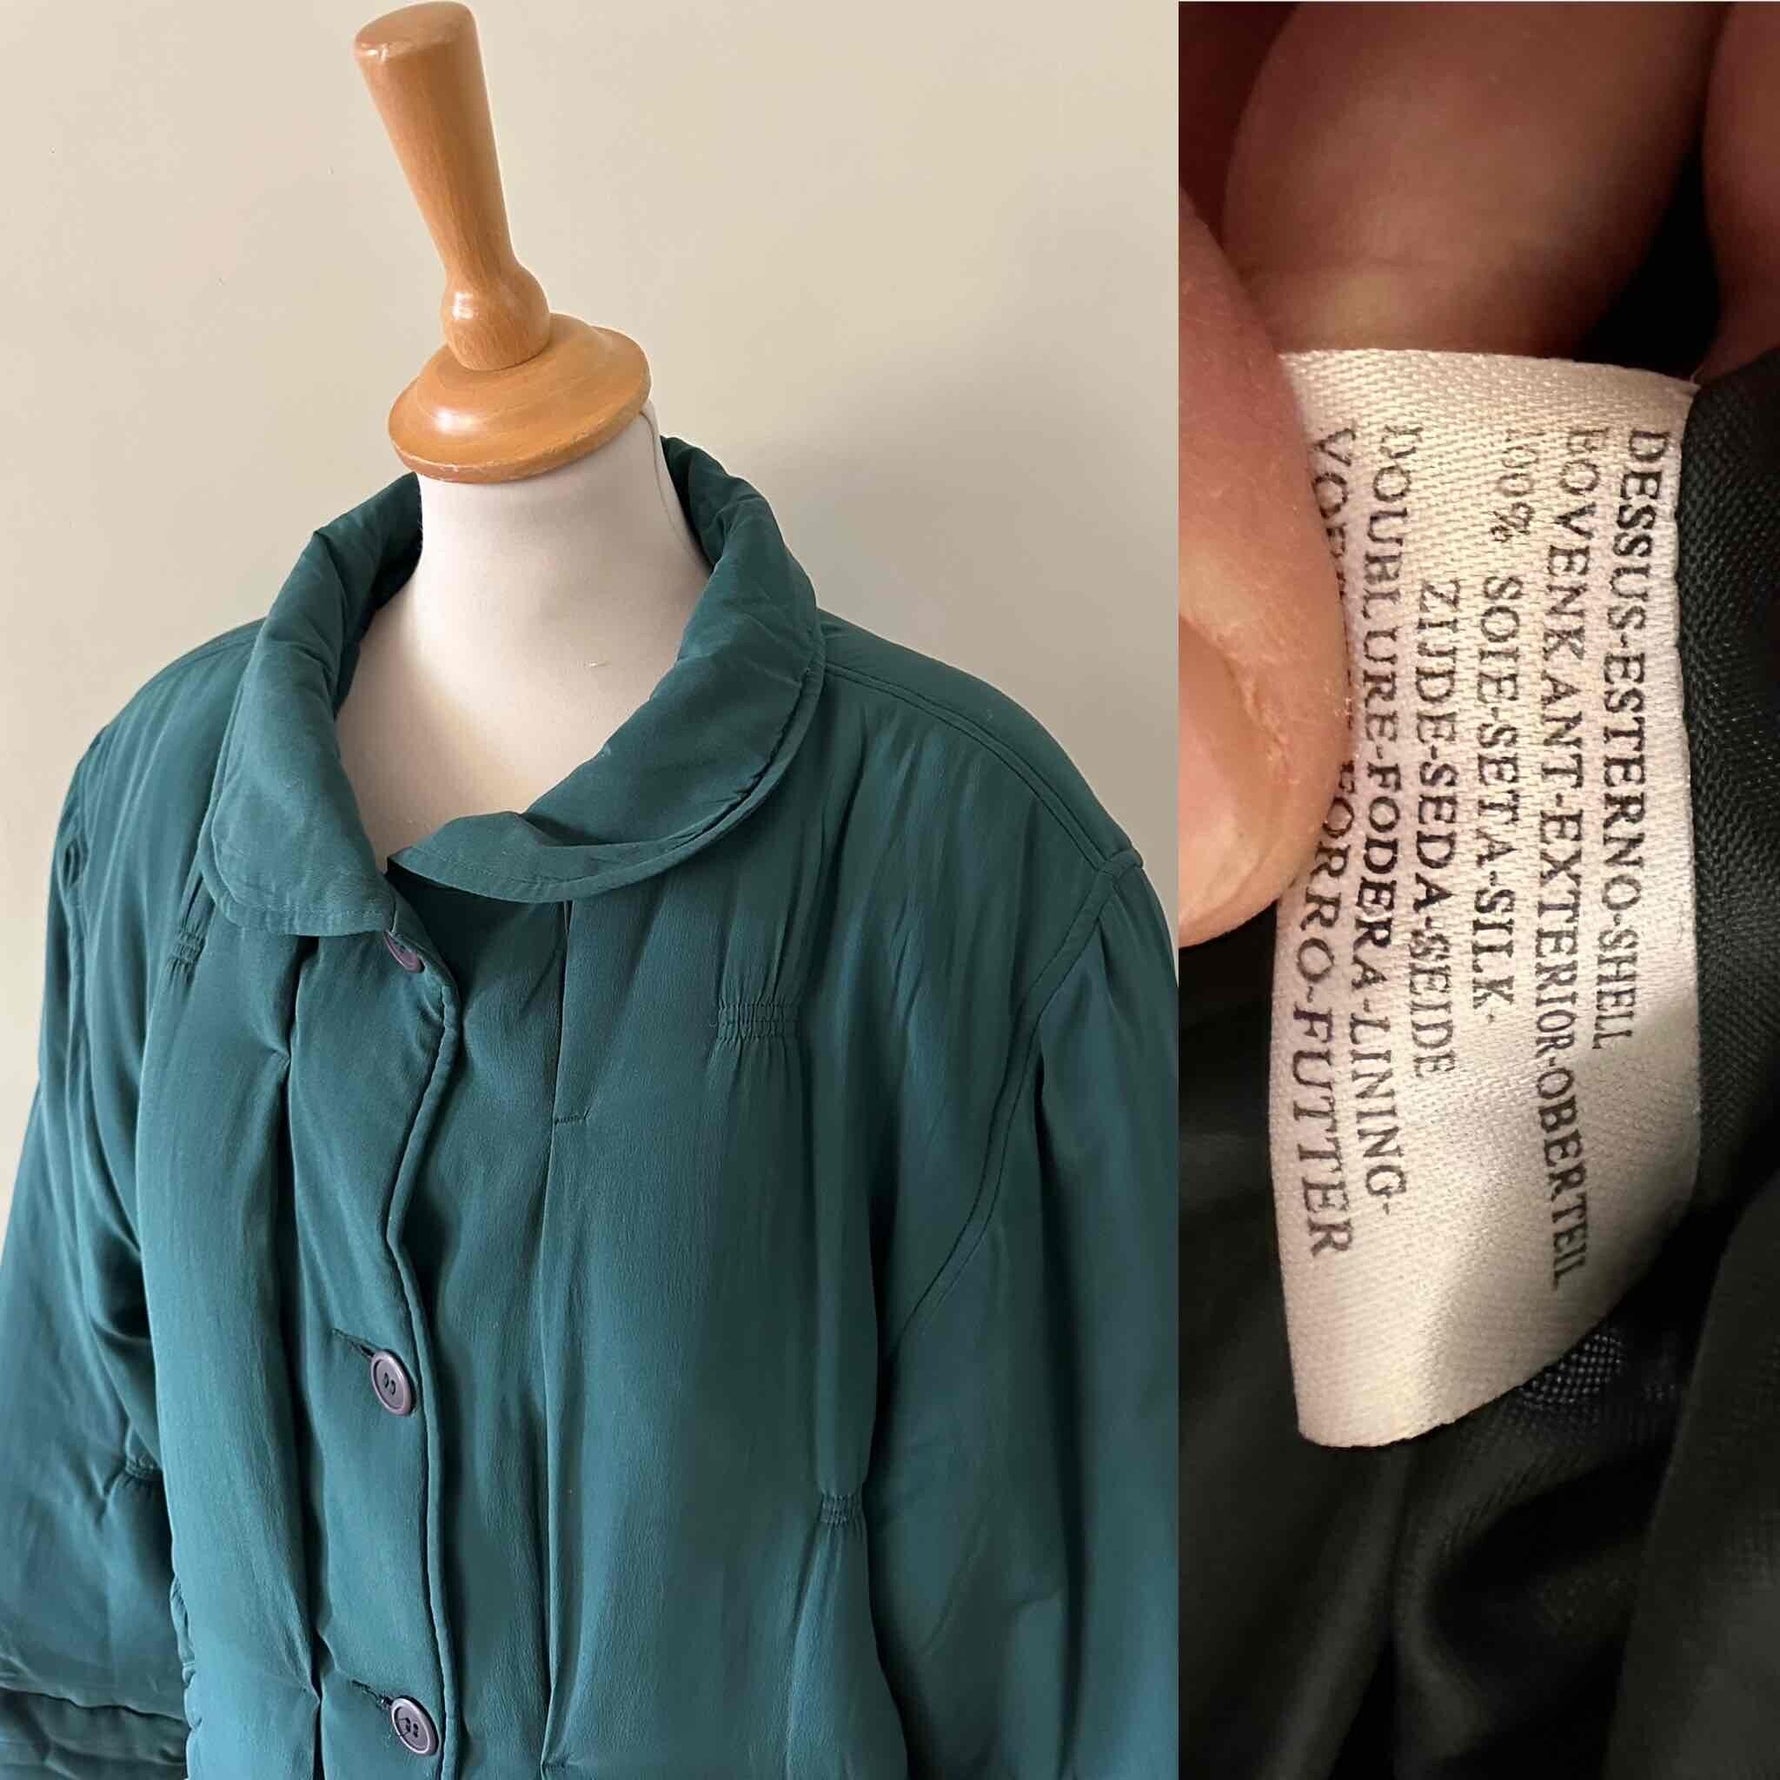 DESSUS-ESTERNO-SHELL
BOVENKANT-EXTERIOR-OBERTEIL
100% SOIE-SETA-SILK-
ZIJDE-SEDA-SEIDE
DOUBLURE-FODERA-LINING-
FORRO-FUTTER